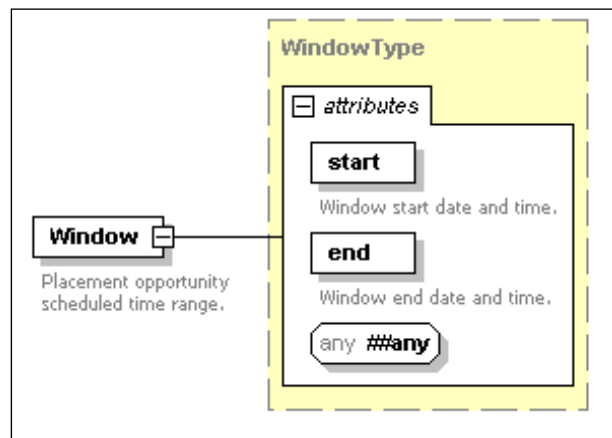 WindowType
attributes
start
Window start date and time.
Window
end
Placement opportunity
scheduled time range.
Window end date and time.
any ##any